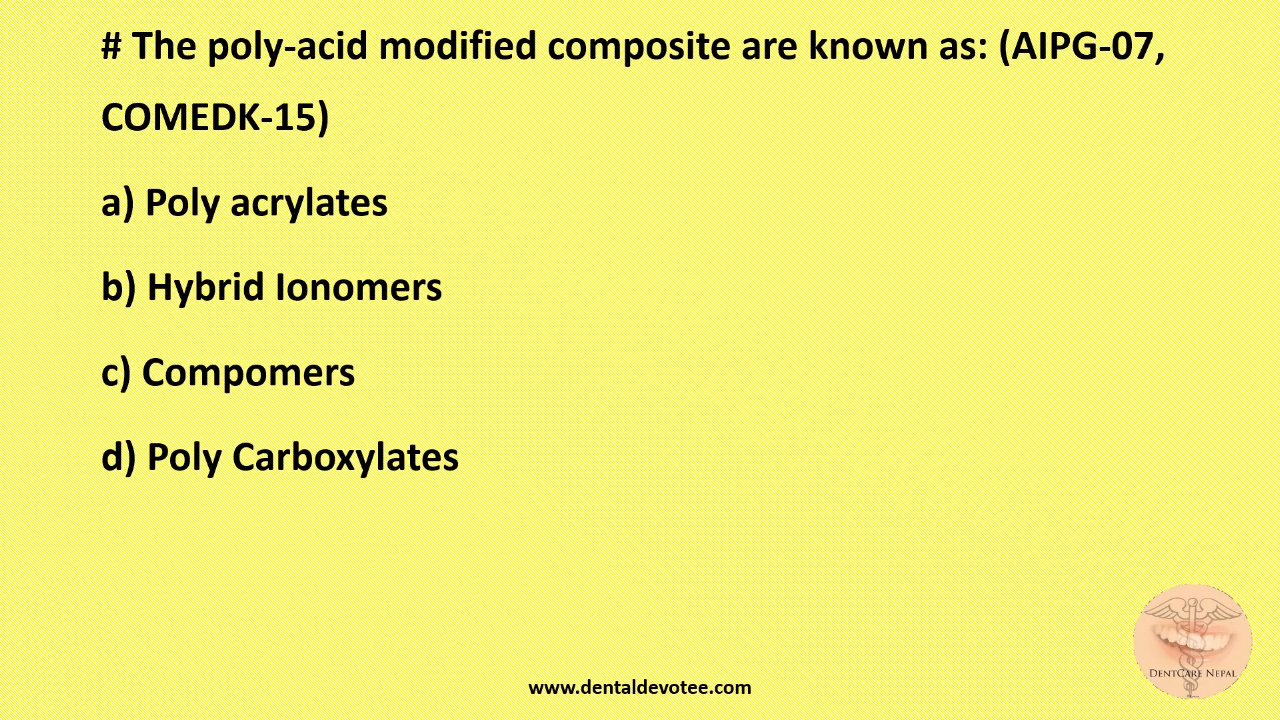 # The poly-acid modified composite are known as: (AIPG-07,
COMEDK-15)
a) Poly acrylates
b) Hybrid Ionomers
c) Compomers
d) Poly Carboxylates
DENTCARE NEPAL
www.dentaldevotee.com